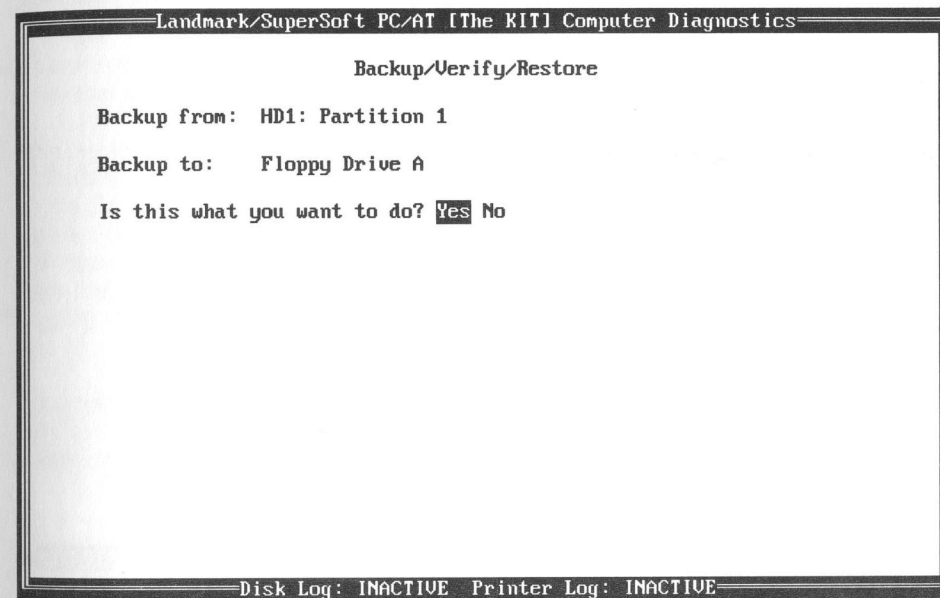 Landmark/SuperSoft PC/AT [The KIT] Computer Diagnostics
Backup/Verify/Restore
Backup from: HD1: Partition 1
Backup to: Floppy Drive A
Is this what you want to do? Yes No
Disk Log: INACTIVE Printer Log: INACTIVE